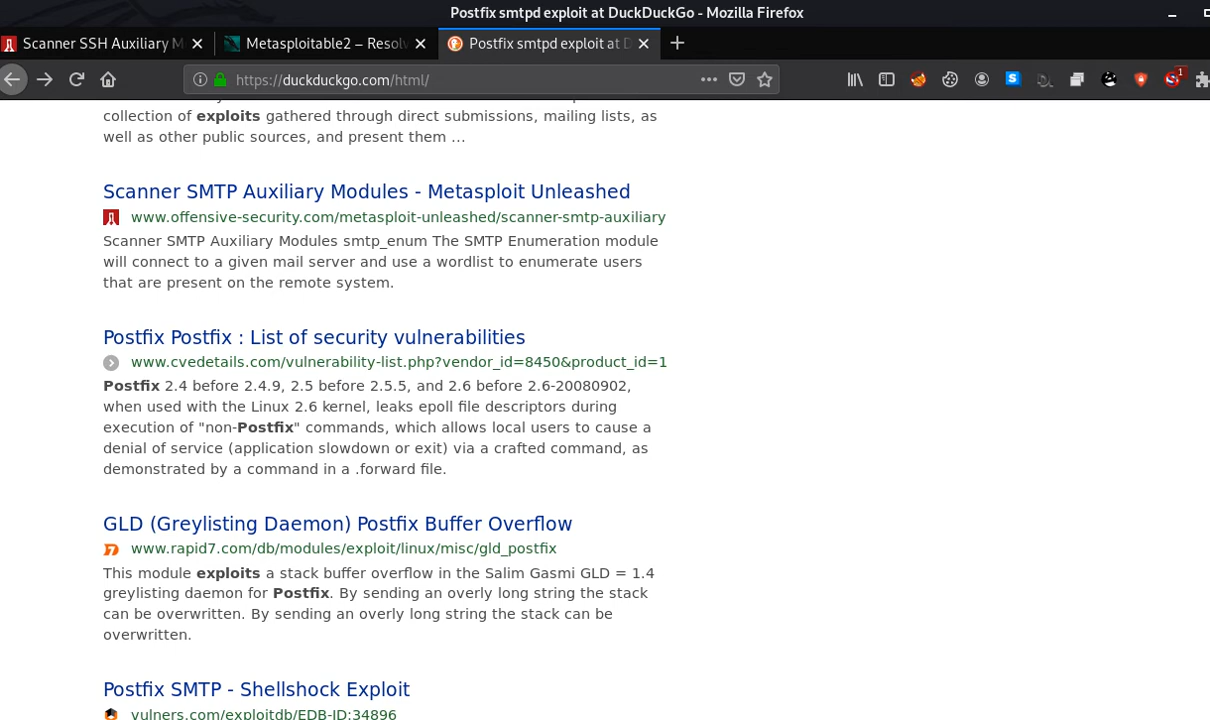 Postfix smtpd exploit at DuckDuckGo - Mozilla Firefox
Scanner SSH Auxiliary M
Metasploitable2 – Resolv
Postfix smtpd exploit at D
https://duckduckgo.com/html/
1
collection of exploits gathered through direct submissions, mailing lists, as
well as other public sources, and present them ...
Scanner SMTP Auxiliary Modules - Metasploit Unleashed
www.offensive-security.com/metasploit-unleashed/scanner-smtp-auxiliary
Scanner SMTP Auxiliary Modules smtp_enum The SMTP Enumeration module
will connect to a given mail server and use a wordlist to enumerate users
that are present on the remote system.
Postfix Postfix : List of security vulnerabilities
www.cvedetails.com/vulnerability-list.php?vendor_id=8450&product_id=1
Postfix 2.4 before 2.4.9, 2.5 before 2.5.5, and 2.6 before 2.6-20080902,
when used with the Linux 2.6 kernel, leaks epoll file descriptors during
execution of "non-Postfix" commands, which allows local users to cause a
denial of service (application slowdown or exit) via a crafted command, as
demonstrated by a command in a .forward file.
GLD (Greylisting Daemon) Postfix Buffer Overflow
www.rapid7.com/db/modules/exploit/linux/misc/gld_postfix
This module exploits a stack buffer overflow in the Salim Gasmi GLD = 1.4
greylisting daemon for Postfix. By sending an overly long string the stack
can be overwritten. By sending an overly long string the stack can be
overwritten.
Postfix SMTP - Shellshock Exploit
vulners.com/exploitdb/EDB-ID:34896